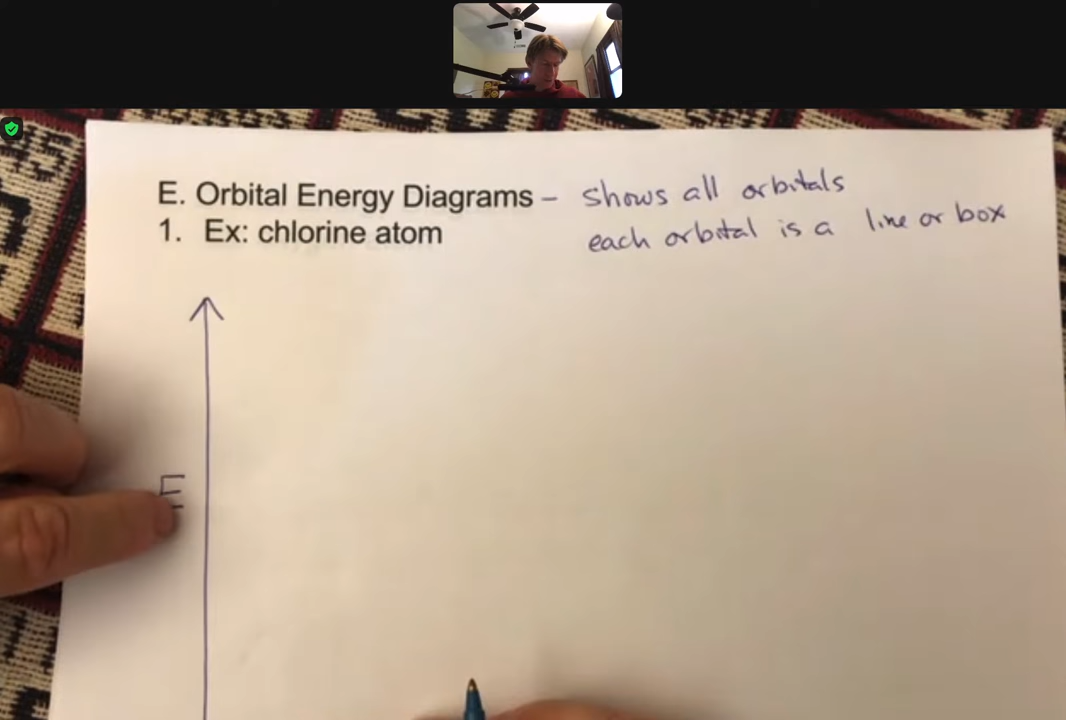 E. Orbital Energy Diagrams – shows all orbitals
1. Ex: chlorine atom each orbital is a line or box
E